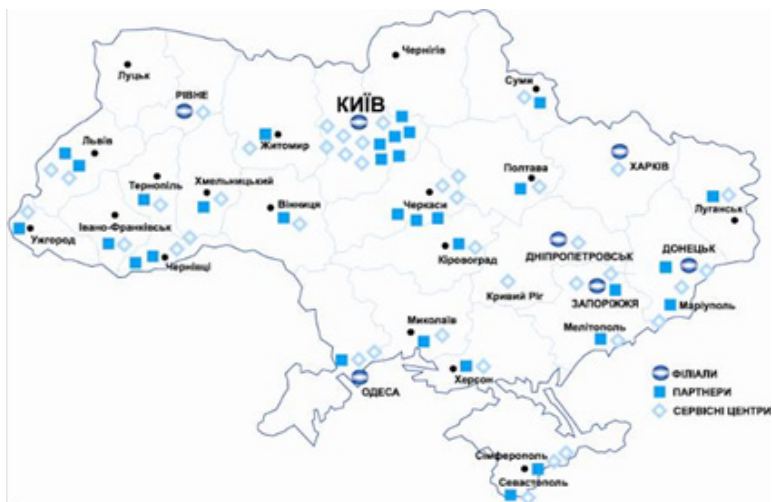 Чернігів
Луцьк
Суми
РІВНЕ
КИЇВ
Житомир
Львів
ХАРКІВ
Тернопіль
Хмельницький
Полтава
Вінниця
Черкаси
Луганськ
Ужгород
Івано-Франківськ
Чернівці
Кіровоград
ДНІПРОПЕТРОВСЬК
ДОНЕЦЬК
Кривий Ріг
ЗАПОРІЖЖЯ
Маріуполь
Миколаїв
Мелітополь
ОДЕСА
Херсон
ФІЛІАЛИ
ПАРТНЕРИ
СЕРВІСНІ ЦЕНТРИ
Сімферополь
Севастополь